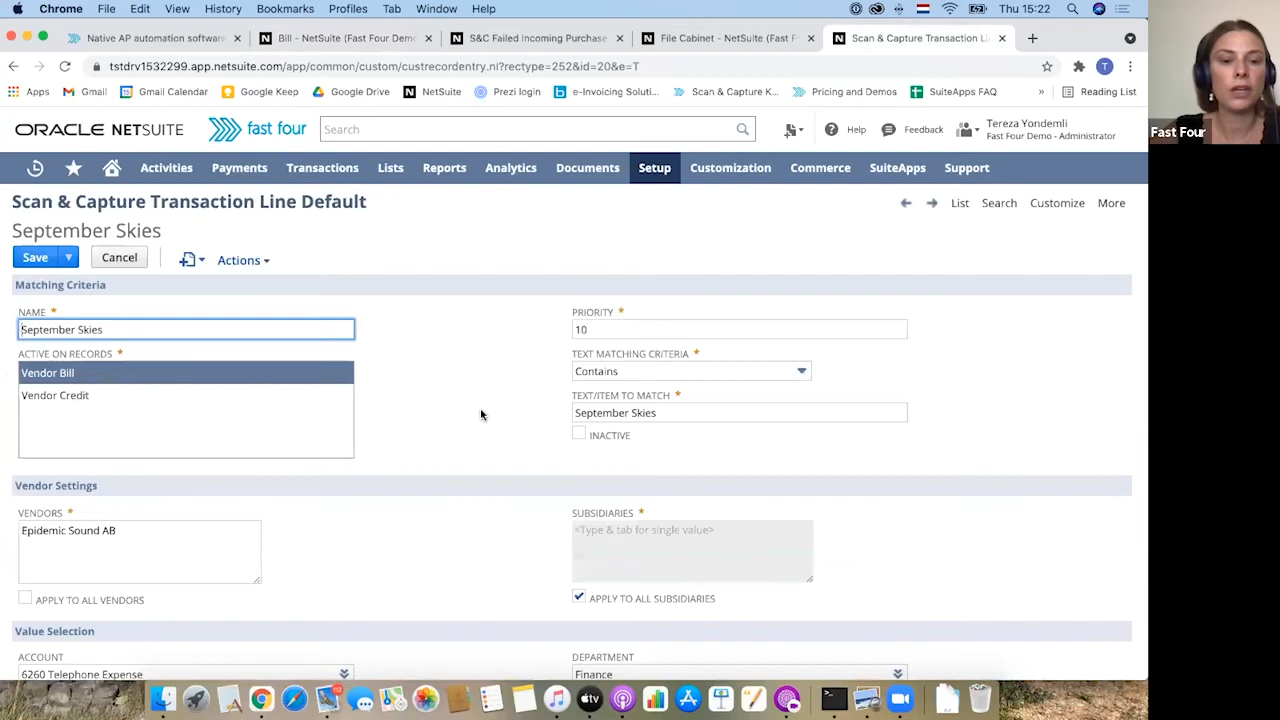 Chrome File Edit View History Bookmarks Profiles Tab Window Help Thu 15:22
Native AP automation software Bill - NetSuite (Fast Four Demo S&C Failed Incoming Purchase File Cabinet - NetSuite (Fast F Scan & Capture Transaction Li
tstdrv1532299.app.netsuite.com/app/common/custom/custrecordentry.nl?rectype=252&id=20&e=T T
Apps Gmail Google Calendar Google Keep Google Drive NetSuite Prezi login e-Invoicing Soluti... Scan & Capture K... Pricing and Demos SuiteApps FAQ » Reading List
ORACLE NETSUITE fast four Search Help Feedback Tereza Yondemli
Fast Four Demo - Administrator
Fast Four
Activities Payments Transactions Lists Reports Analytics Documents Setup Customization Commerce SuiteApps Support
Scan & Capture Transaction Line Default List Search Customize More
September Skies
Save Cancel Actions
Matching Criteria
NAME * PRIORITY *
September Skies 10
ACTIVE ON RECORDS * TEXT MATCHING CRITERIA *
Vendor Bill Contains
Vendor Credit TEXT/ITEM TO MATCH *
September Skies
INACTIVE
Vendor Settings
VENDORS * SUBSIDIARIES *
Epidemic Sound AB <Type & tab for single value>
APPLY TO ALL VENDORS APPLY TO ALL SUBSIDIARIES
Value Selection
ACCOUNT DEPARTMENT
6260 Telephone Expense Finance